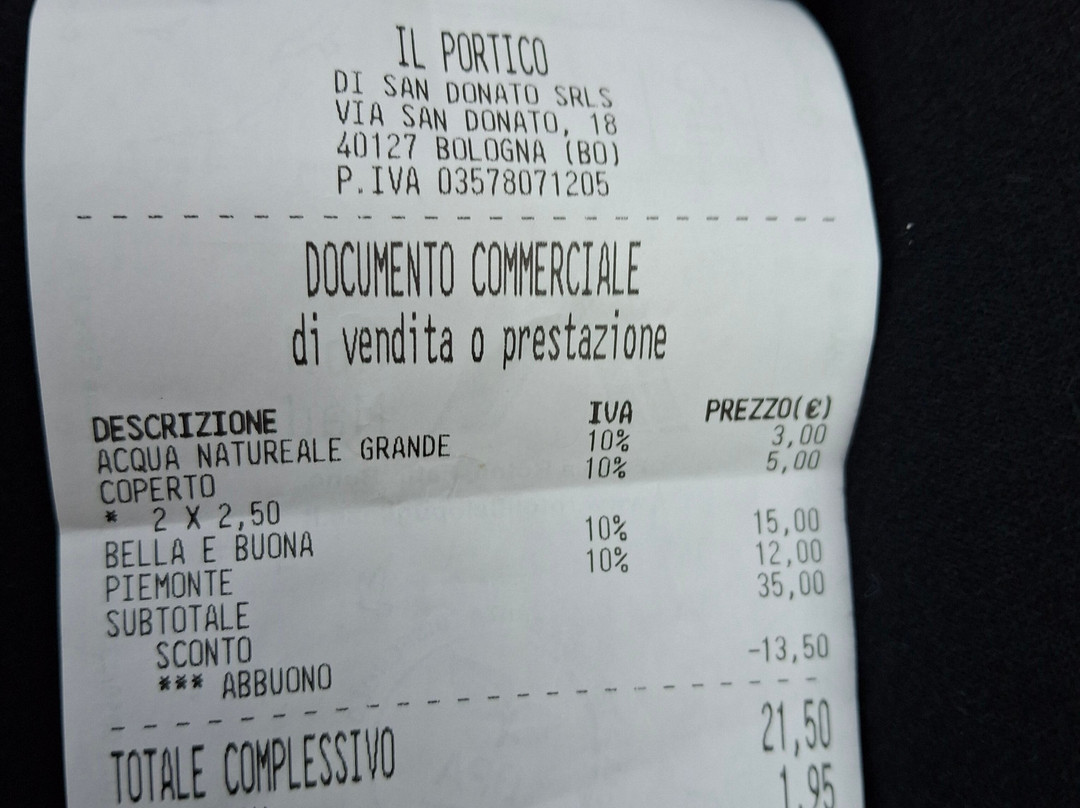 IL PORTICO
DI SAN DONATO SRLS
VIA SAN DONATO, 18
40127 BOLOGNA (BO)
P.IVA 03578071205
DOCUMENTO COMMERCIALE
di vendita o prestazione
DESCRIZIONE IVA PREZZO(€)
ACQUA NATUREALE GRANDE 10% 3,00
COPERTO 10% 5,00
* 2 X 2,50
BELLA E BUONA 10% 15,00
PIEMONTE 10% 12,00
SUBTOTALE 35,00
SCONTO
*** ABBUONO -13,50
TOTALE COMPLESSIVO 21,50
1,95